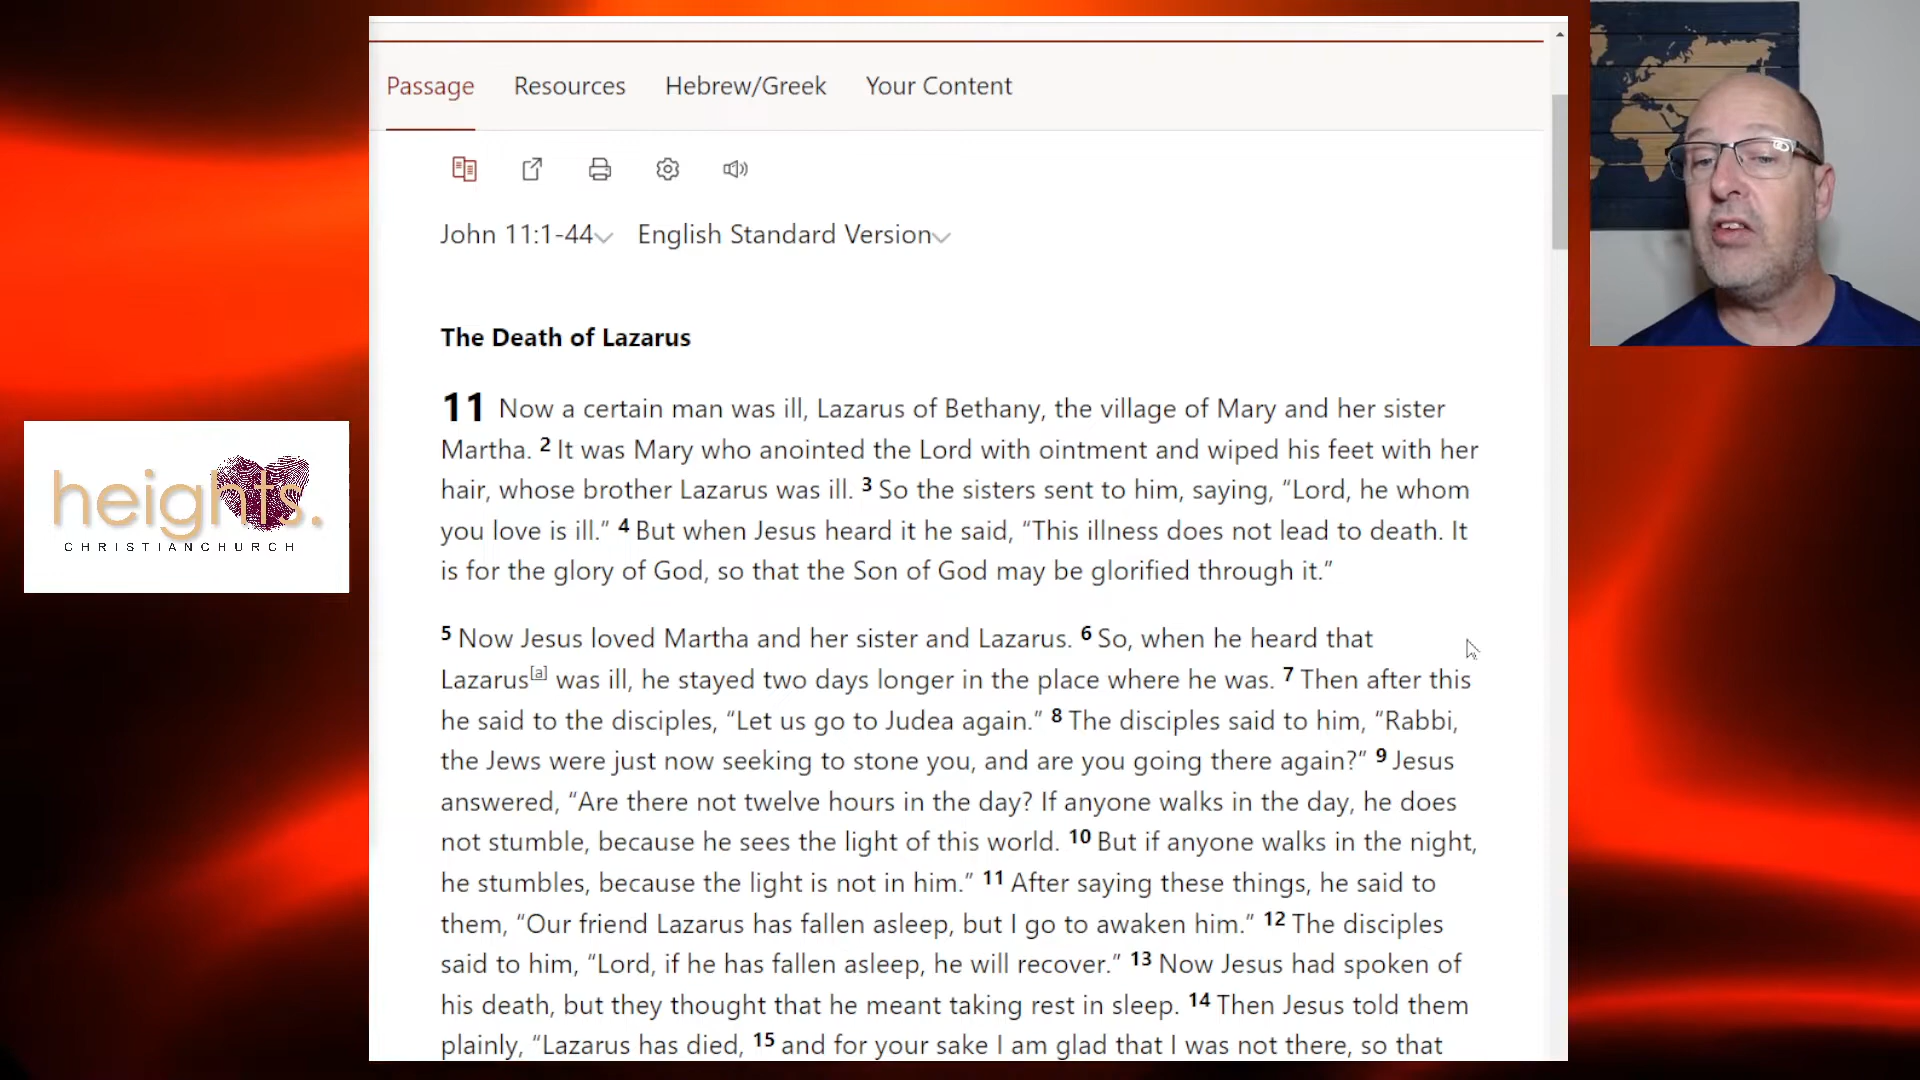 Passage Resources Hebrew/Greek Your Content
John 11:1-44 English Standard Version
The Death of Lazarus
11 Now a certain man was ill, Lazarus of Bethany, the village of Mary and her sister
Martha. 2 It was Mary who anointed the Lord with ointment and wiped his feet with her
hair, whose brother Lazarus was ill. 3 So the sisters sent to him, saying, “Lord, he whom
you love is ill.” 4 But when Jesus heard it he said, “This illness does not lead to death. It
is for the glory of God, so that the Son of God may be glorified through it.”
5 Now Jesus loved Martha and her sister and Lazarus. 6 So, when he heard that
Lazarus[a] was ill, he stayed two days longer in the place where he was. 7 Then after this
he said to the disciples, “Let us go to Judea again.” 8 The disciples said to him, “Rabbi,
the Jews were just now seeking to stone you, and are you going there again?” 9 Jesus
answered, “Are there not twelve hours in the day? If anyone walks in the day, he does
not stumble, because he sees the light of this world. 10 But if anyone walks in the night,
he stumbles, because the light is not in him.” 11 After saying these things, he said to
them, “Our friend Lazarus has fallen asleep, but I go to awaken him.” 12 The disciples
said to him, “Lord, if he has fallen asleep, he will recover.” 13 Now Jesus had spoken of
his death, but they thought that he meant taking rest in sleep. 14 Then Jesus told them
plainly, “Lazarus has died, 15 and for your sake I am glad that I was not there, so that
heights.
CHRISTIANCHURCH